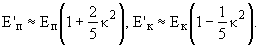 E'п ≈ Eп(1+2/5 κ²), E'к ≈ Eк(1−1/5 κ²).